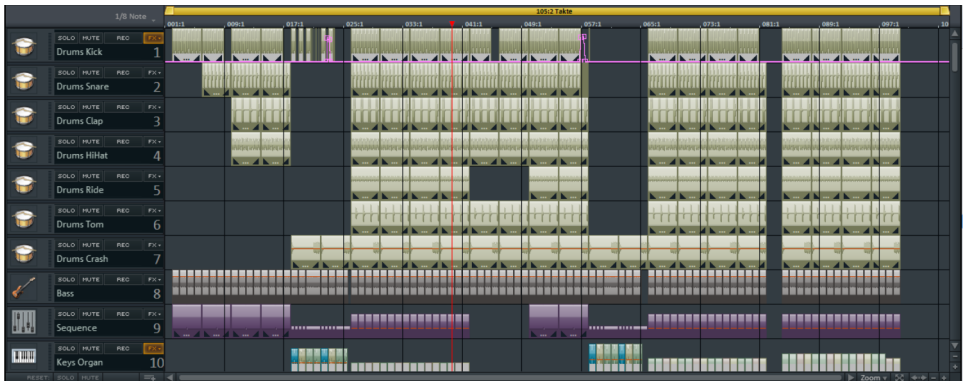 105:2 Takte
1/8 Note
001:1 009:1 017:1 025:1 033:1 041:1 049:1 057:1 065:1 073:1 081:1 089:1 097:1 10
SOLO MUTE REC FX
Drums Kick 1
SOLO MUTE REC FX
Drums Snare 2
SOLO MUTE REC FX
Drums Clap 3
SOLO MUTE REC FX
Drums HiHat 4
SOLO MUTE REC FX
Drums Ride 5
SOLO MUTE REC FX
Drums Tom 6
SOLO MUTE REC FX
Drums Crash 7
SOLO MUTE REC FX
Bass 8
SOLO MUTE REC FX
Sequence 9
SOLO MUTE REC FX
Keys Organ 10
RESET SOLO MUTE Zoom